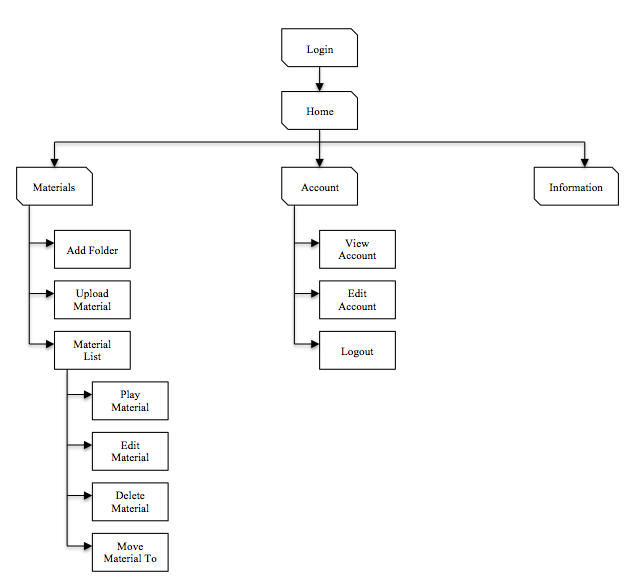 Login
Home
Materials
Account
Information
Add Folder
Upload
Material
Material
List
Play
Material
Edit
Material
Delete
Material
Move
Material To
View
Account
Edit
Account
Logout